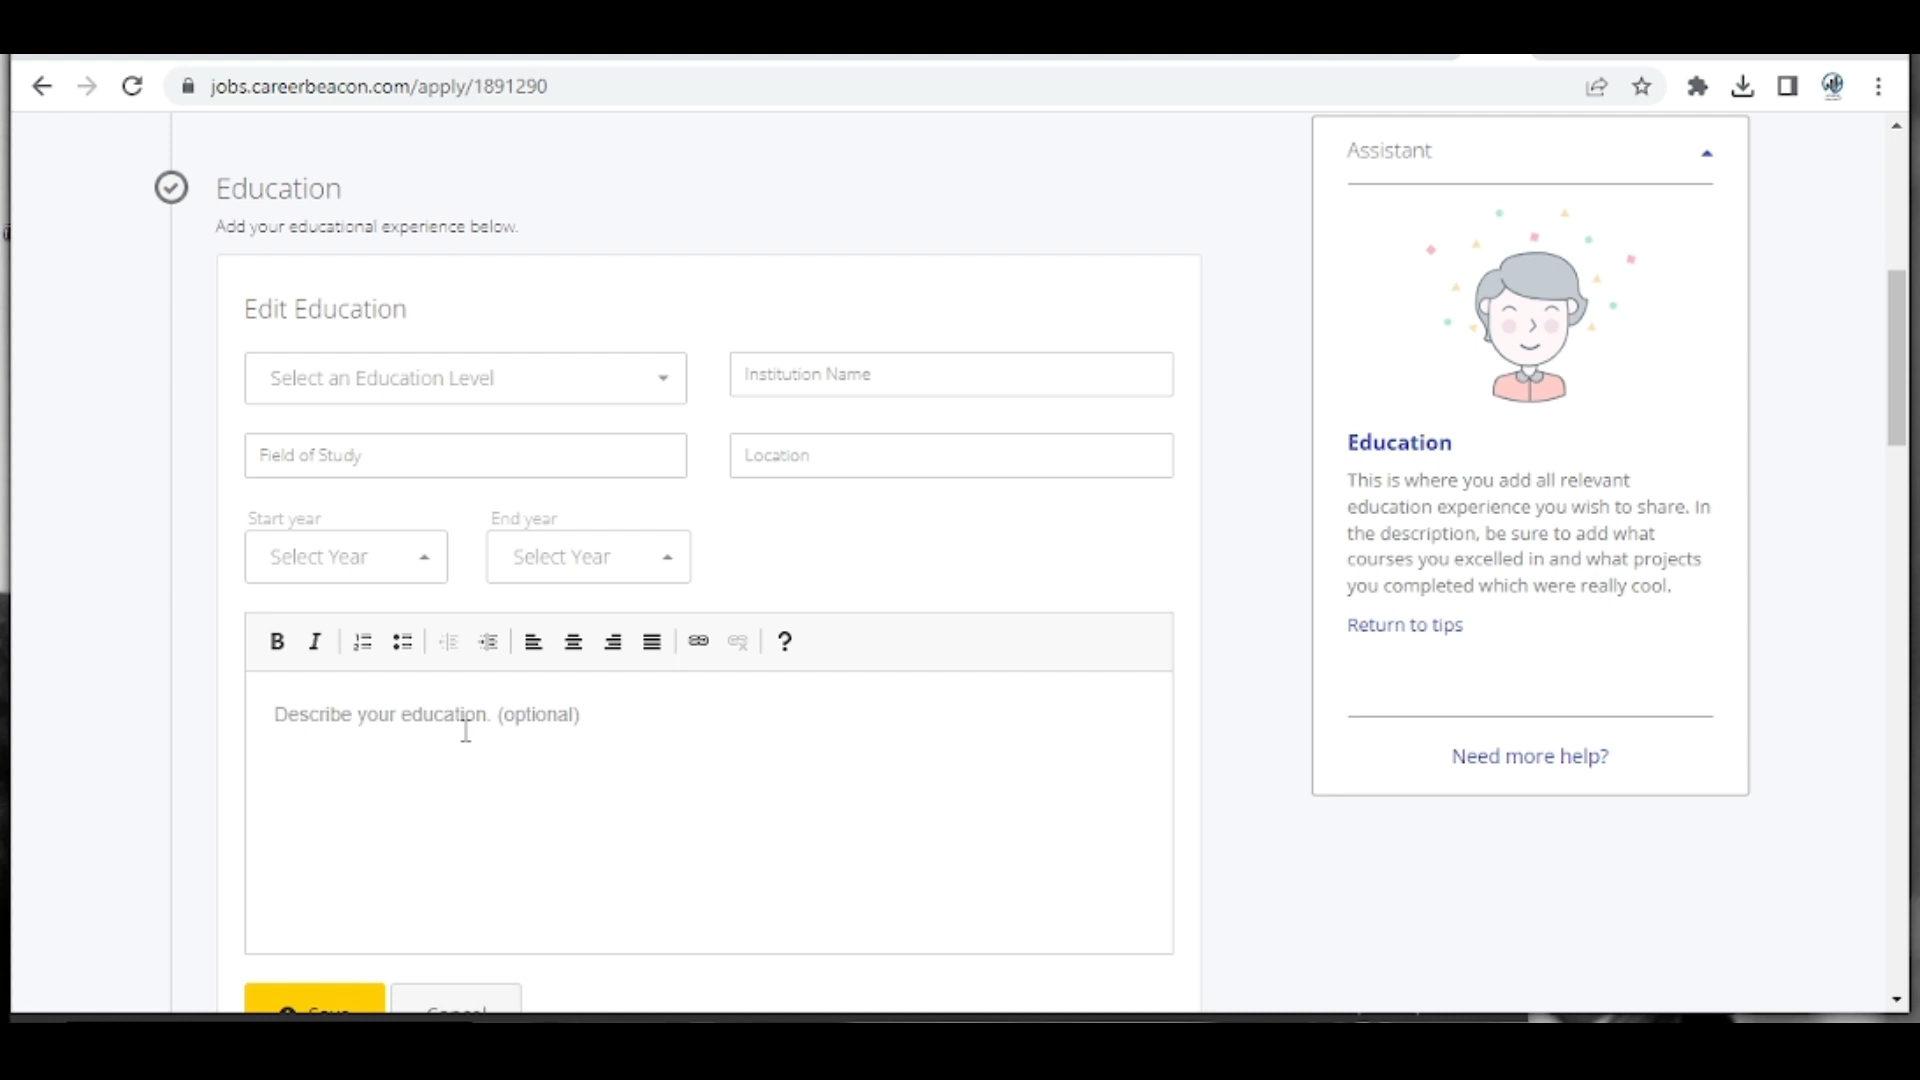 jobs.careerbeacon.com/apply/1891290
Education
Add your educational experience below.
Edit Education
Select an Education Level
Institution Name
Field of Study
Location
Start year
End year
Select Year
Select Year
B I ?
Describe your education. (optional)
Save
Cancel
Assistant
Education
This is where you add all relevant
education experience you wish to share. In
the description, be sure to add what
courses you excelled in and what projects
you completed which were really cool.
Return to tips
Need more help?